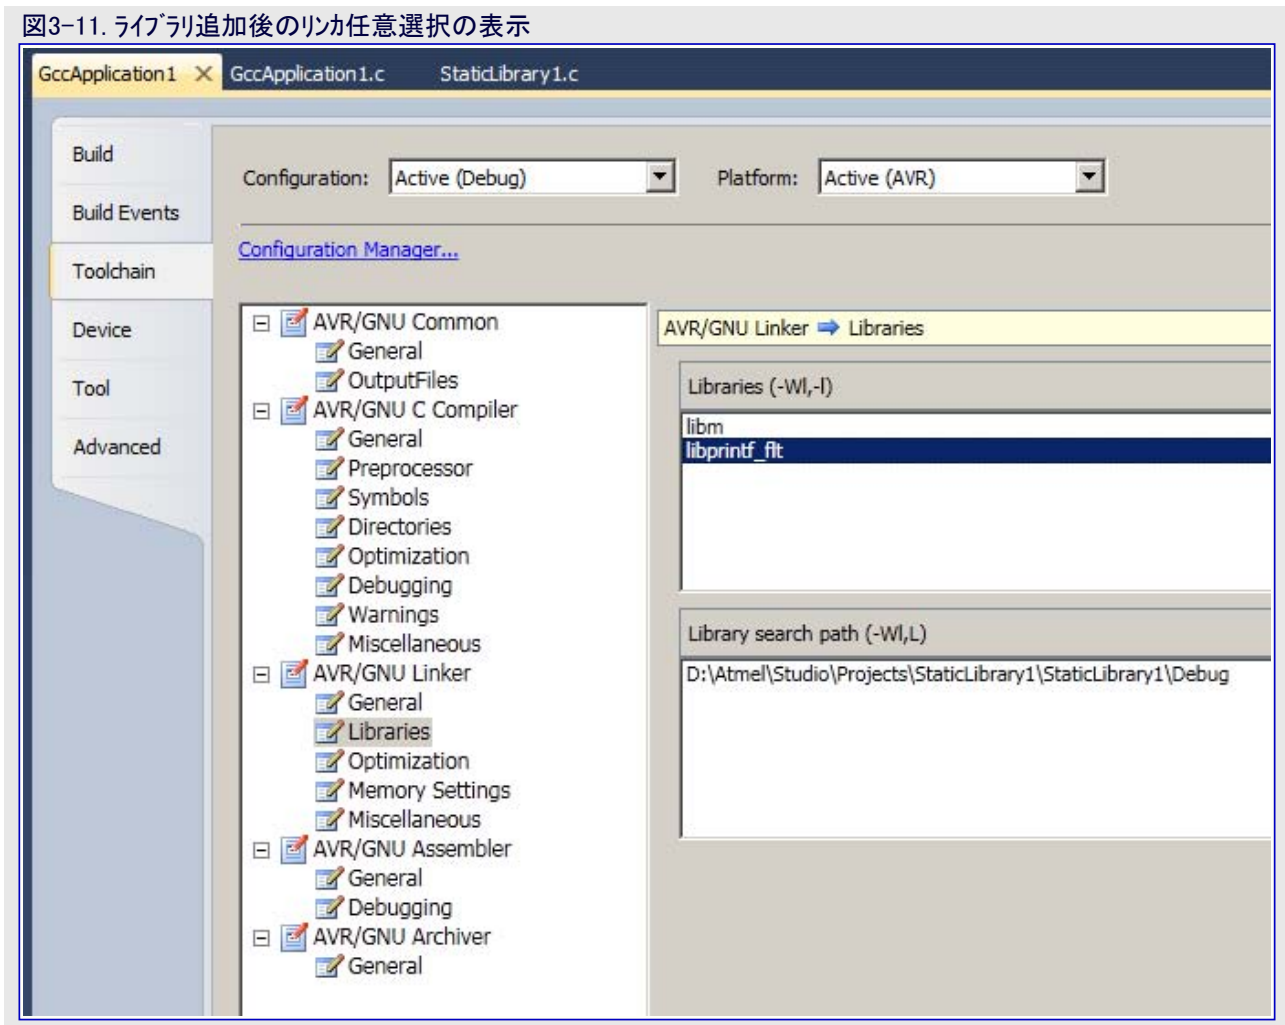 図3-11. ﾗｲﾌﾞﾗﾘ追加後のﾘﾝｶ任意選択の表示
GccApplication1 GccApplication1.c StaticLibrary1.c
Build
Build Events
Toolchain
Device
Tool
Advanced
Configuration: Active (Debug) Platform: Active (AVR)
Configuration Manager...
AVR/GNU Common
General
OutputFiles
AVR/GNU C Compiler
General
Preprocessor
Symbols
Directories
Optimization
Debugging
Warnings
Miscellaneous
AVR/GNU Linker
General
Libraries
Optimization
Memory Settings
Miscellaneous
AVR/GNU Assembler
General
Debugging
AVR/GNU Archiver
General
AVR/GNU Linker ➡ Libraries
Libraries (-Wl,-l)
libm
libprintf_flt
Library search path (-Wl,L)
D:\Atmel\Studio\Projects\StaticLibrary1\StaticLibrary1\Debug